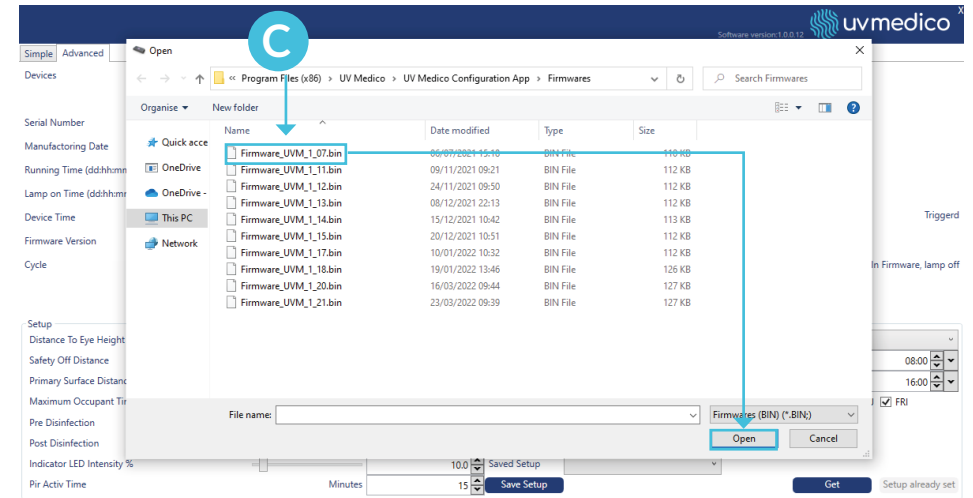 Software version:1.0.0.12 uvmedico X
Simple Advanced
Open
C
« Program Files (x86) › UV Medico › UV Medico Configuration App › Firmwares
Search Firmwares
Organise New folder
Name Date modified Type Size
Quick acce
OneDrive
OneDrive -
This PC
Network
Firmware_UVM_1_07.bin 06/07/2021 15:10 BIN File 110 KB
Firmware_UVM_1_11.bin 09/11/2021 09:21 BIN File 112 KB
Firmware_UVM_1_12.bin 24/11/2021 09:50 BIN File 112 KB
Firmware_UVM_1_13.bin 08/12/2021 22:13 BIN File 112 KB
Firmware_UVM_1_14.bin 15/12/2021 10:42 BIN File 113 KB
Firmware_UVM_1_15.bin 20/12/2021 10:51 BIN File 112 KB
Firmware_UVM_1_17.bin 10/01/2022 10:32 BIN File 112 KB
Firmware_UVM_1_18.bin 19/01/2022 13:46 BIN File 126 KB
Firmware_UVM_1_20.bin 16/03/2022 09:44 BIN File 127 KB
Firmware_UVM_1_21.bin 23/03/2022 09:39 BIN File 127 KB
File name: Firmwares (BIN) (*.BIN;)
Open Cancel
Devices
Serial Number
Manufactoring Date
Running Time (dd:hh:mn
Lamp on Time (dd:hh:mn
Device Time Triggerd
Firmware Version
Cycle In Firmware, lamp off
Setup
Distance To Eye Height
Safety Off Distance 08:00
Primary Surface Distanc 16:00
Maximum Occupant Tir FRI
Pre Disinfection
Post Disinfection
Indicator LED Intensity % 10.0 Saved Setup
Pir Activ Time Minutes 15 Save Setup Get Setup already set